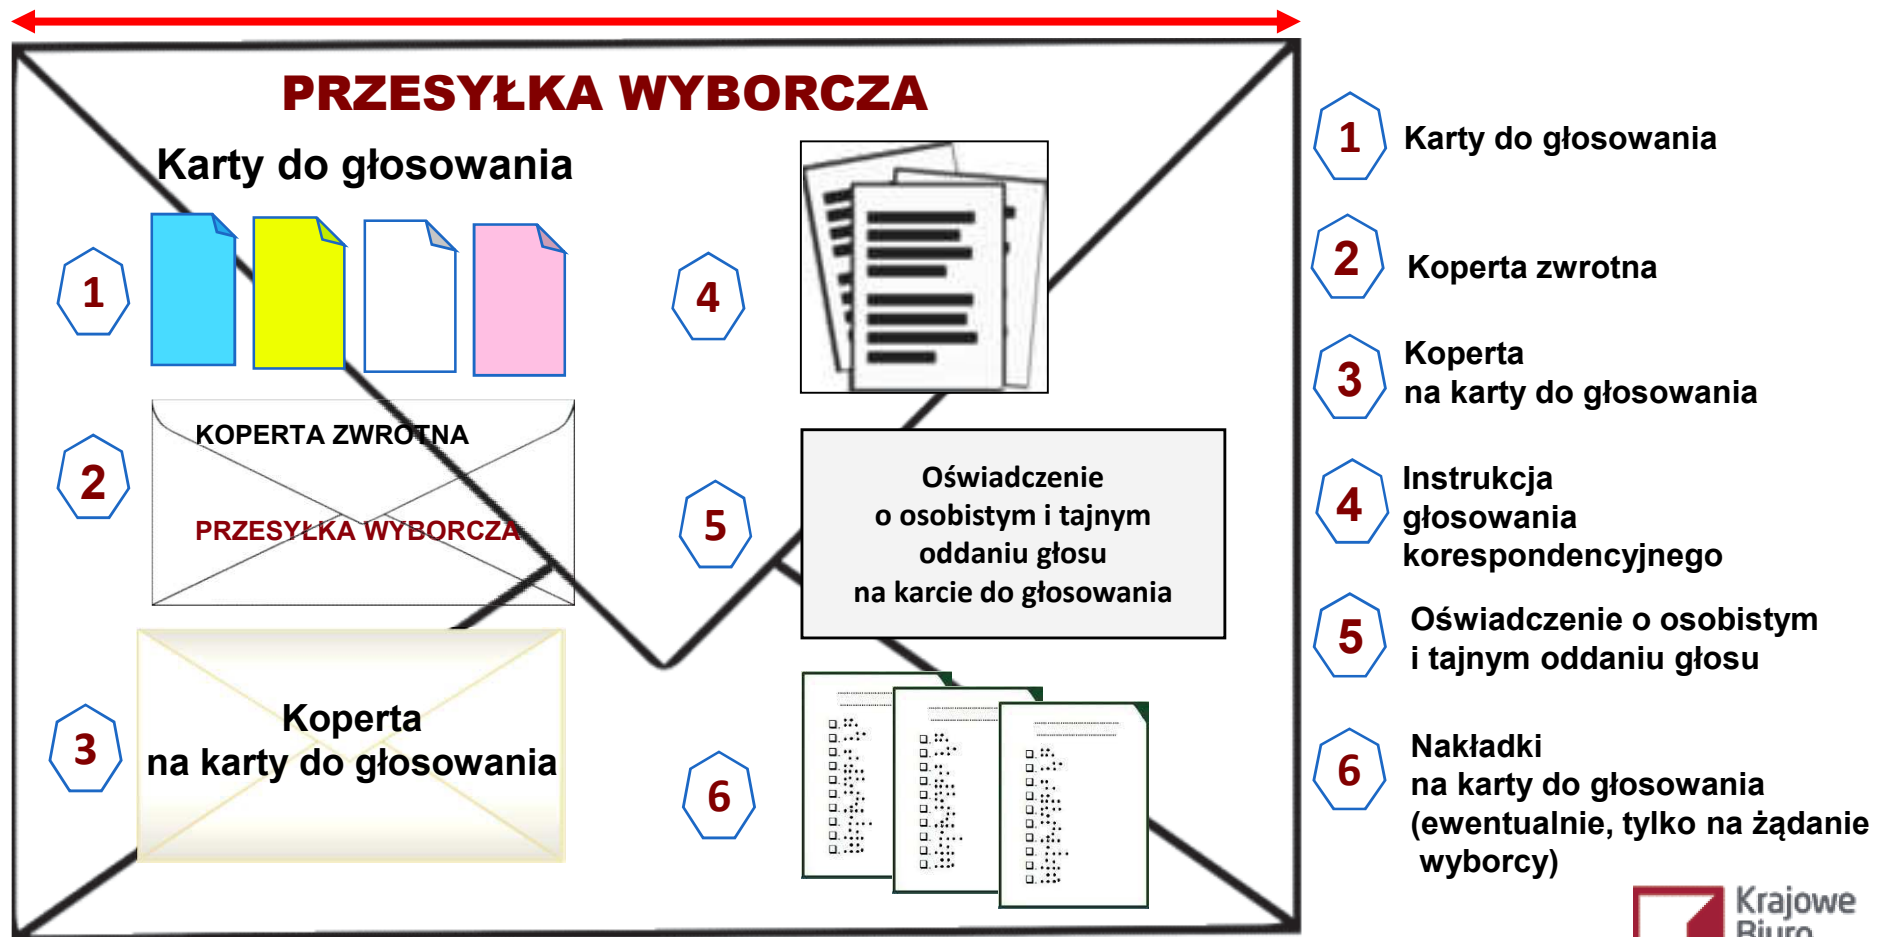 PRZESYŁKA WYBORCZA
Karty do głosowania
1
2
KOPERTA ZWROTNA
PRZESYŁKA WYBORCZA
3
Koperta
na karty do głosowania
4
5
Oświadczenie
o osobistym i tajnym
oddaniu głosu
na karcie do głosowania
6
1
Karty do głosowania
2
Koperta zwrotna
3
Koperta
na karty do głosowania
4
Instrukcja
głosowania
korespondencyjnego
5
Oświadczenie o osobistym
i tajnym oddaniu głosu
6
Nakładki
na karty do głosowania
(ewentualnie, tylko na żądanie
wyborcy)
Krajowe
Biuro